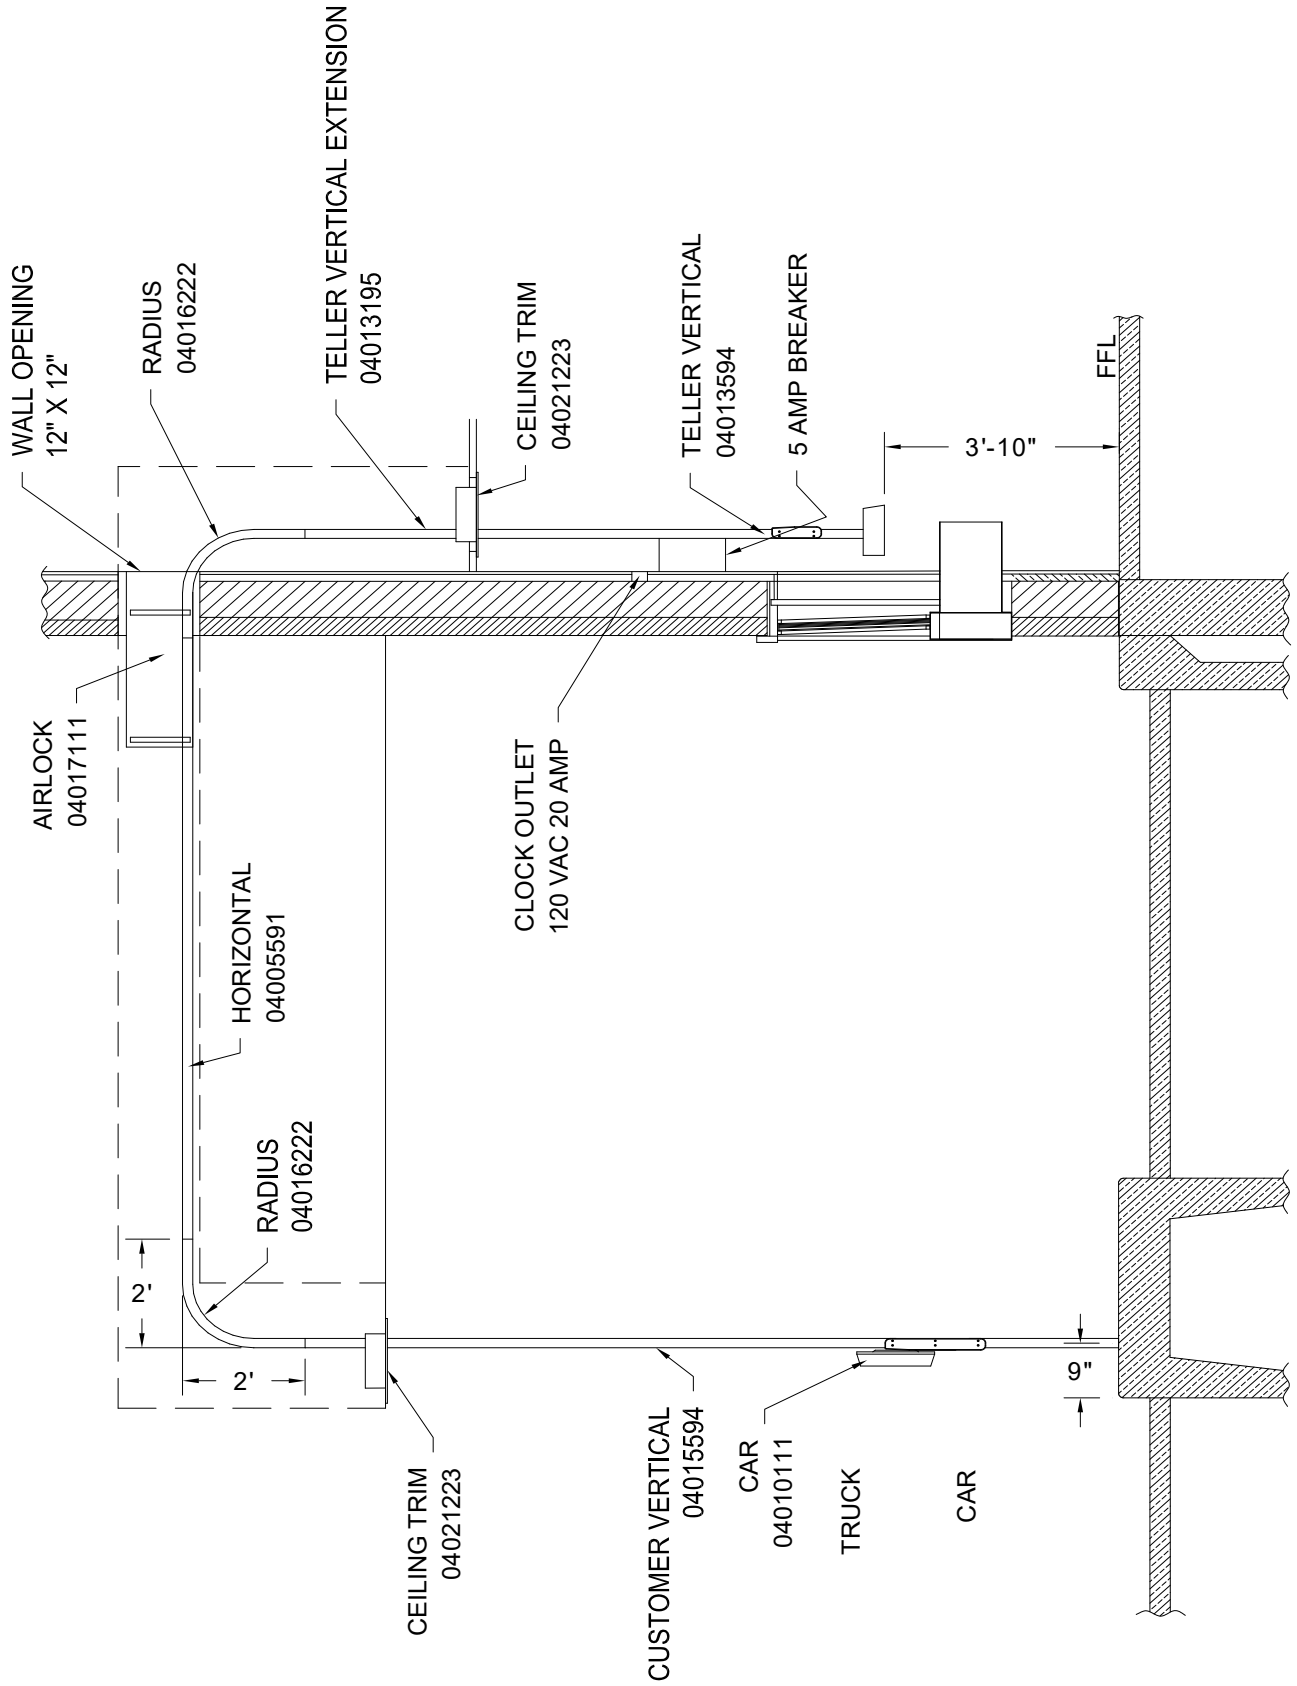 WALL OPENING
12" X 12"
RADIUS
04016222
TELLER VERTICAL EXTENSION
04013195
CEILING TRIM
04021223
TELLER VERTICAL
04013594
5 AMP BREAKER
FFL
3'-10"
AIRLOCK
04017111
HORIZONTAL
04005591
CLOCK OUTLET
120 VAC 20 AMP
RADIUS
04016222
2'
2'
9"
CEILING TRIM
04021223
CUSTOMER VERTICAL
04015594
CAR
04010111
TRUCK
CAR